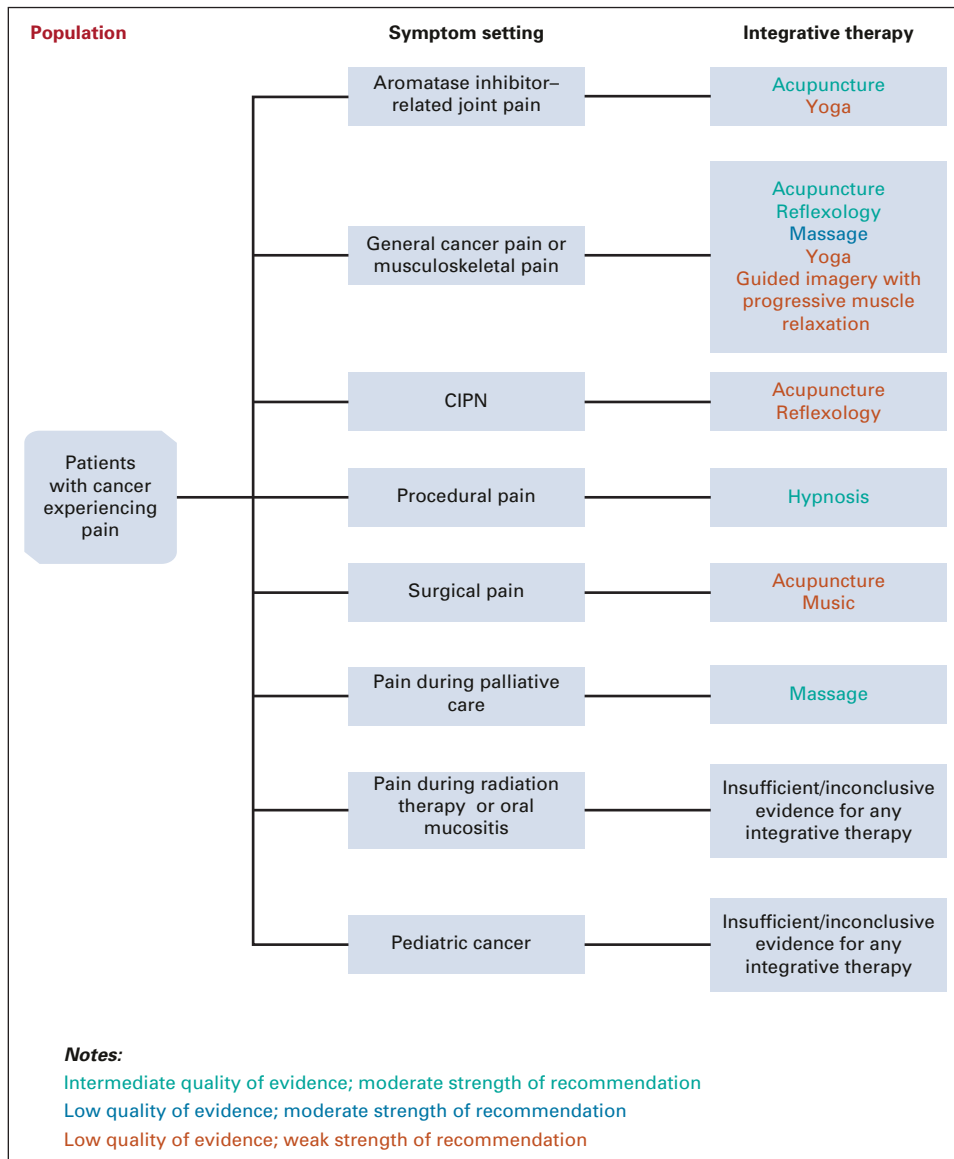 Population
Symptom setting
Integrative therapy
Aromatase inhibitor–
related joint pain
Acupuncture
Yoga
General cancer pain or
musculoskeletal pain
Acupuncture
Reflexology
Massage
Yoga
Guided imagery with
progressive muscle
relaxation
CIPN
Acupuncture
Reflexology
Patients
with cancer
experiencing
pain
Procedural pain
Hypnosis
Surgical pain
Acupuncture
Music
Pain during palliative
care
Massage
Pain during radiation
therapy or oral
mucositis
Insufficient/inconclusive
evidence for any
integrative therapy
Pediatric cancer
Insufficient/inconclusive
evidence for any
integrative therapy
Notes:
Intermediate quality of evidence; moderate strength of recommendation
Low quality of evidence; moderate strength of recommendation
Low quality of evidence; weak strength of recommendation